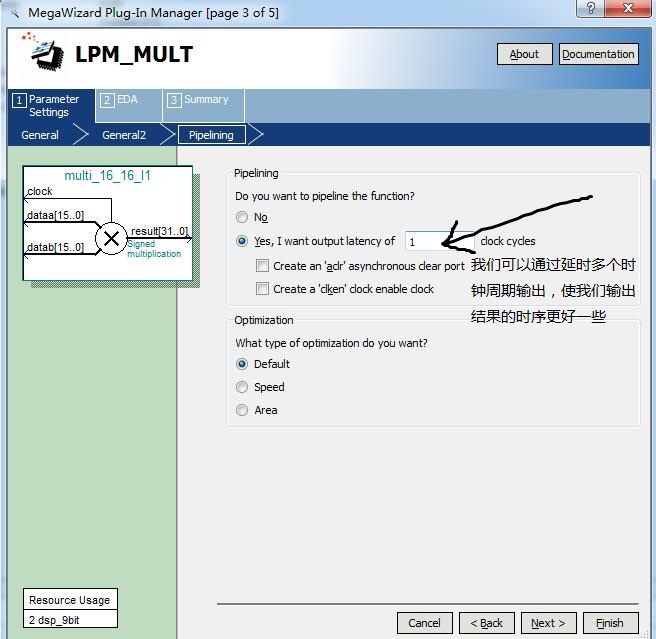 MegaWizard Plug-In Manager [page 3 of 5]
LPM_MULT
About
Documentation
1 Parameter Settings
2 EDA
3 Summary
General
General2
Pipelining
multi_16_16_l1
clock
dataa[15..0]
result[31..0]
datab[15..0]
Signed
multiplication
Pipelining
Do you want to pipeline the function?
No
Yes, I want output latency of 1 clock cycles
Create an 'aclr' asynchronous clear port
Create a 'clken' clock enable clock
我们可以通过延时多个时
钟周期输出，使我们输出
结果的时序更好一些
Optimization
What type of optimization do you want?
Default
Speed
Area
Resource Usage
2 dsp_9bit
Cancel
< Back
Next >
Finish